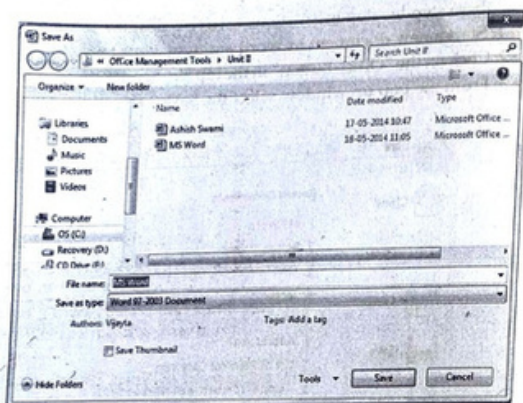 Save As
« Office Management Tools ▸ Unit II Search Unit II
Organize ▾ New folder
Name Date modified Type
Libraries
Documents
Music
Pictures
Videos
Computer
OS (C:)
Recovery (D:)
CD Drive (F:)
Ashish Swami 17-05-2014 10:47 Microsoft Office ...
MS Word 18-05-2014 11:05 Microsoft Office ...
File name: MS Word
Save as type: Word 97-2003 Document
Authors: Vijayta Tags: Add a tag
Save Thumbnail
Hide Folders Tools ▾ Save Cancel